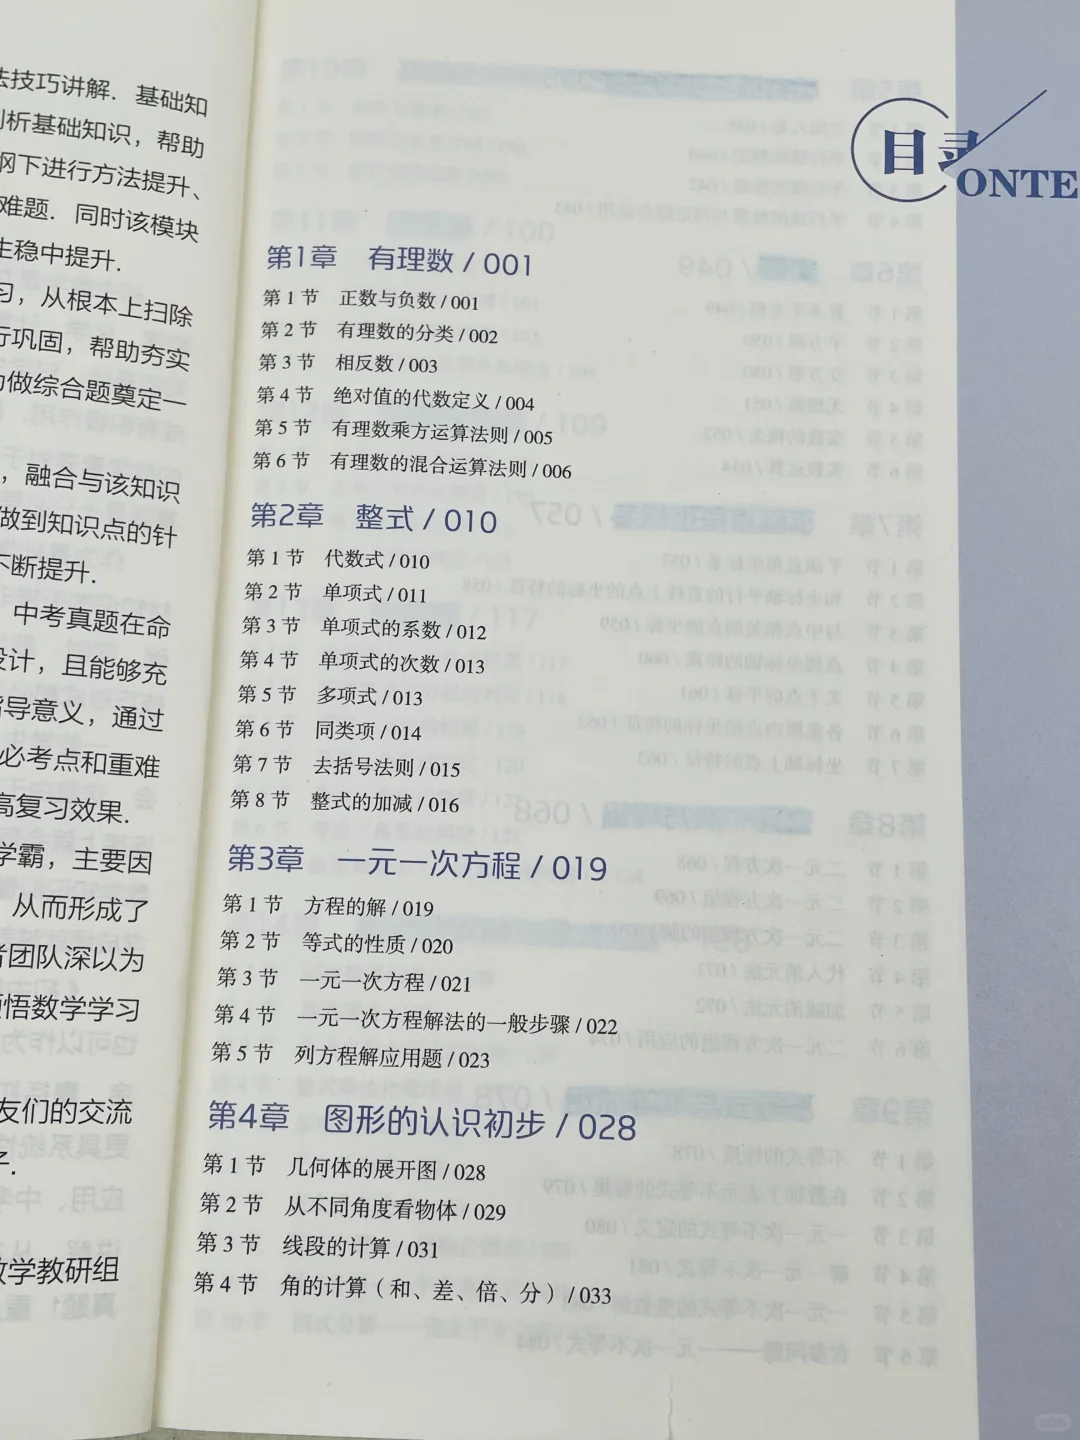 法技巧讲解．基础知
剖析基础知识，帮助
纲下进行方法提升、
难题．同时该模块
生稳中提升．
习，从根本上扫除
行巩固，帮助夯实
为做综合题奠定一
，融合与该知识
做到知识点的针
不断提升．
中考真题在命
设计，且能够充
指导意义，通过
必考点和重难
高复习效果．
学霸，主要因
从而形成了
者团队深以为
领悟数学学习
友们的交流
子．
数学教研组
目录
ONTE
第1章 有理数 / 001
第 1 节 正数与负数 / 001
第 2 节 有理数的分类 / 002
第 3 节 相反数 / 003
第 4 节 绝对值的代数定义 / 004
第 5 节 有理数乘方运算法则 / 005
第 6 节 有理数的混合运算法则 / 006
第2章 整式 / 010
第 1 节 代数式 / 010
第 2 节 单项式 / 011
第 3 节 单项式的系数 / 012
第 4 节 单项式的次数 / 013
第 5 节 多项式 / 013
第 6 节 同类项 / 014
第 7 节 去括号法则 / 015
第 8 节 整式的加减 / 016
第3章 一元一次方程 / 019
第 1 节 方程的解 / 019
第 2 节 等式的性质 / 020
第 3 节 一元一次方程 / 021
第 4 节 一元一次方程解法的一般步骤 / 022
第 5 节 列方程解应用题 / 023
第4章 图形的认识初步 / 028
第 1 节 几何体的展开图 / 028
第 2 节 从不同角度看物体 / 029
第 3 节 线段的计算 / 031
第 4 节 角的计算（和、差、倍、分）/ 033